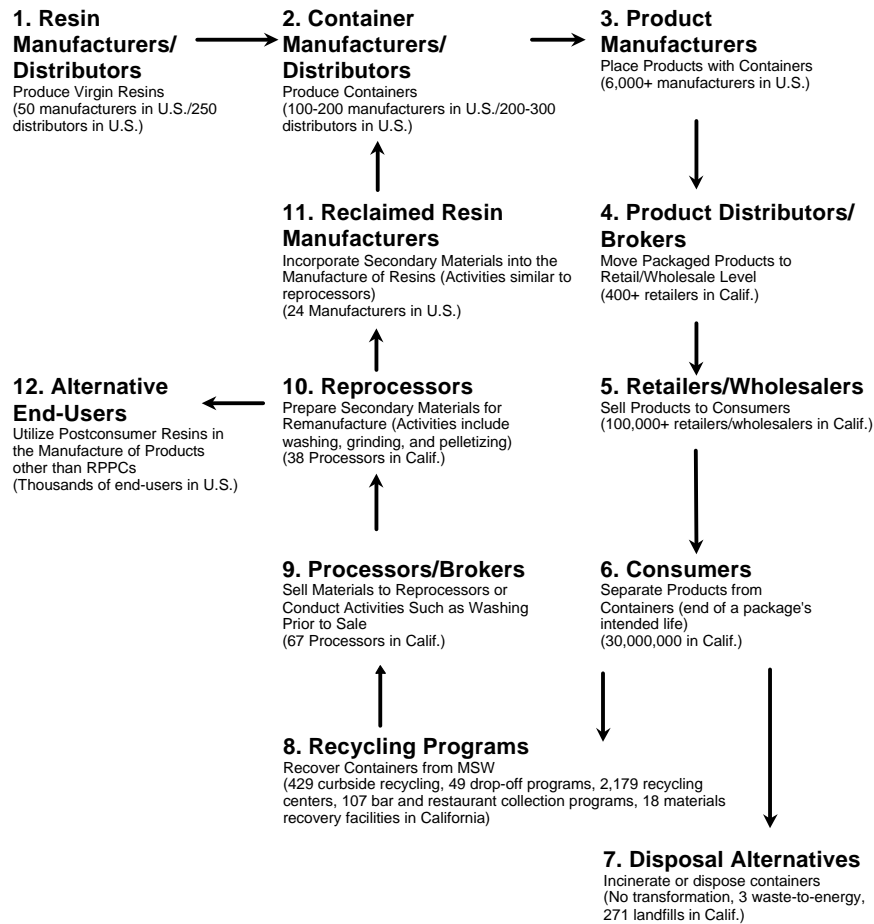 1. Resin
Manufacturers/
Distributors
Produce Virgin Resins
(50 manufacturers in U.S./250
distributors in U.S.)
2. Container
Manufacturers/
Distributors
Produce Containers
(100-200 manufacturers in U.S./200-300
distributors in U.S.)
3. Product
Manufacturers
Place Products with Containers
(6,000+ manufacturers in U.S.)
11. Reclaimed Resin
Manufacturers
Incorporate Secondary Materials into the
Manufacture of Resins (Activities similar to
reprocessors)
(24 Manufacturers in U.S.)
4. Product Distributors/
Brokers
Move Packaged Products to
Retail/Wholesale Level
(400+ retailers in Calif.)
12. Alternative
End-Users
Utilize Postconsumer Resins in
the Manufacture of Products
other than RPPCs
(Thousands of end-users in U.S.)
10. Reprocessors
Prepare Secondary Materials for
Remanufacture (Activities include
washing, grinding, and pelletizing)
(38 Processors in Calif.)
5. Retailers/Wholesalers
Sell Products to Consumers
(100,000+ retailers/wholesalers in Calif.)
9. Processors/Brokers
Sell Materials to Reprocessors or
Conduct Activities Such as Washing
Prior to Sale
(67 Processors in Calif.)
6. Consumers
Separate Products from
Containers (end of a package's
intended life)
(30,000,000 in Calif.)
8. Recycling Programs
Recover Containers from MSW
(429 curbside recycling, 49 drop-off programs, 2,179 recycling
centers, 107 bar and restaurant collection programs, 18 materials
recovery facilities in California)
7. Disposal Alternatives
Incinerate or dispose containers
(No transformation, 3 waste-to-energy,
271 landfills in Calif.)